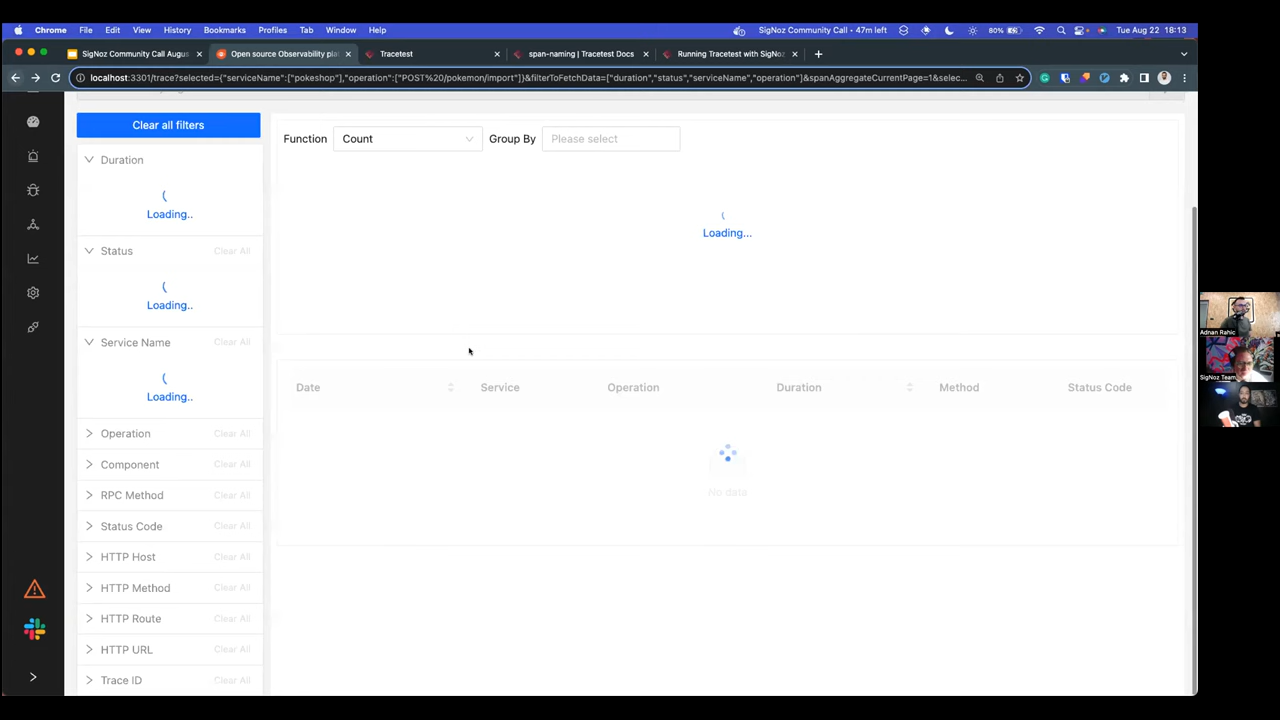 Chrome File Edit View History Bookmarks Profiles Tab Window Help
SigNoz Community Call - 47m left 80% Tue Aug 22 18:13
SigNoz Community Call Augus
Open source Observability pla
Tracetest
span-naming | Tracetest Docs
Running Tracetest with SigNoz
localhost:3301/trace?selected={"serviceName":["pokeshop"],"operation":["POST%20/pokemon/import"]}&filterToFetchData=["duration","status","serviceName","operation"]&spanAggregateCurrentPage=1&selec...
Clear all filters
Function Count Group By Please select
Duration
Loading..
Loading...
Status Clear All
Loading..
Service Name Clear All
Loading..
Date Service Operation Duration Method Status Code
No data
Operation Clear All
Component Clear All
RPC Method Clear All
Status Code Clear All
HTTP Host Clear All
HTTP Method Clear All
HTTP Route Clear All
HTTP URL Clear All
Trace ID Clear All
Adnan Rahic
SigNoz Team